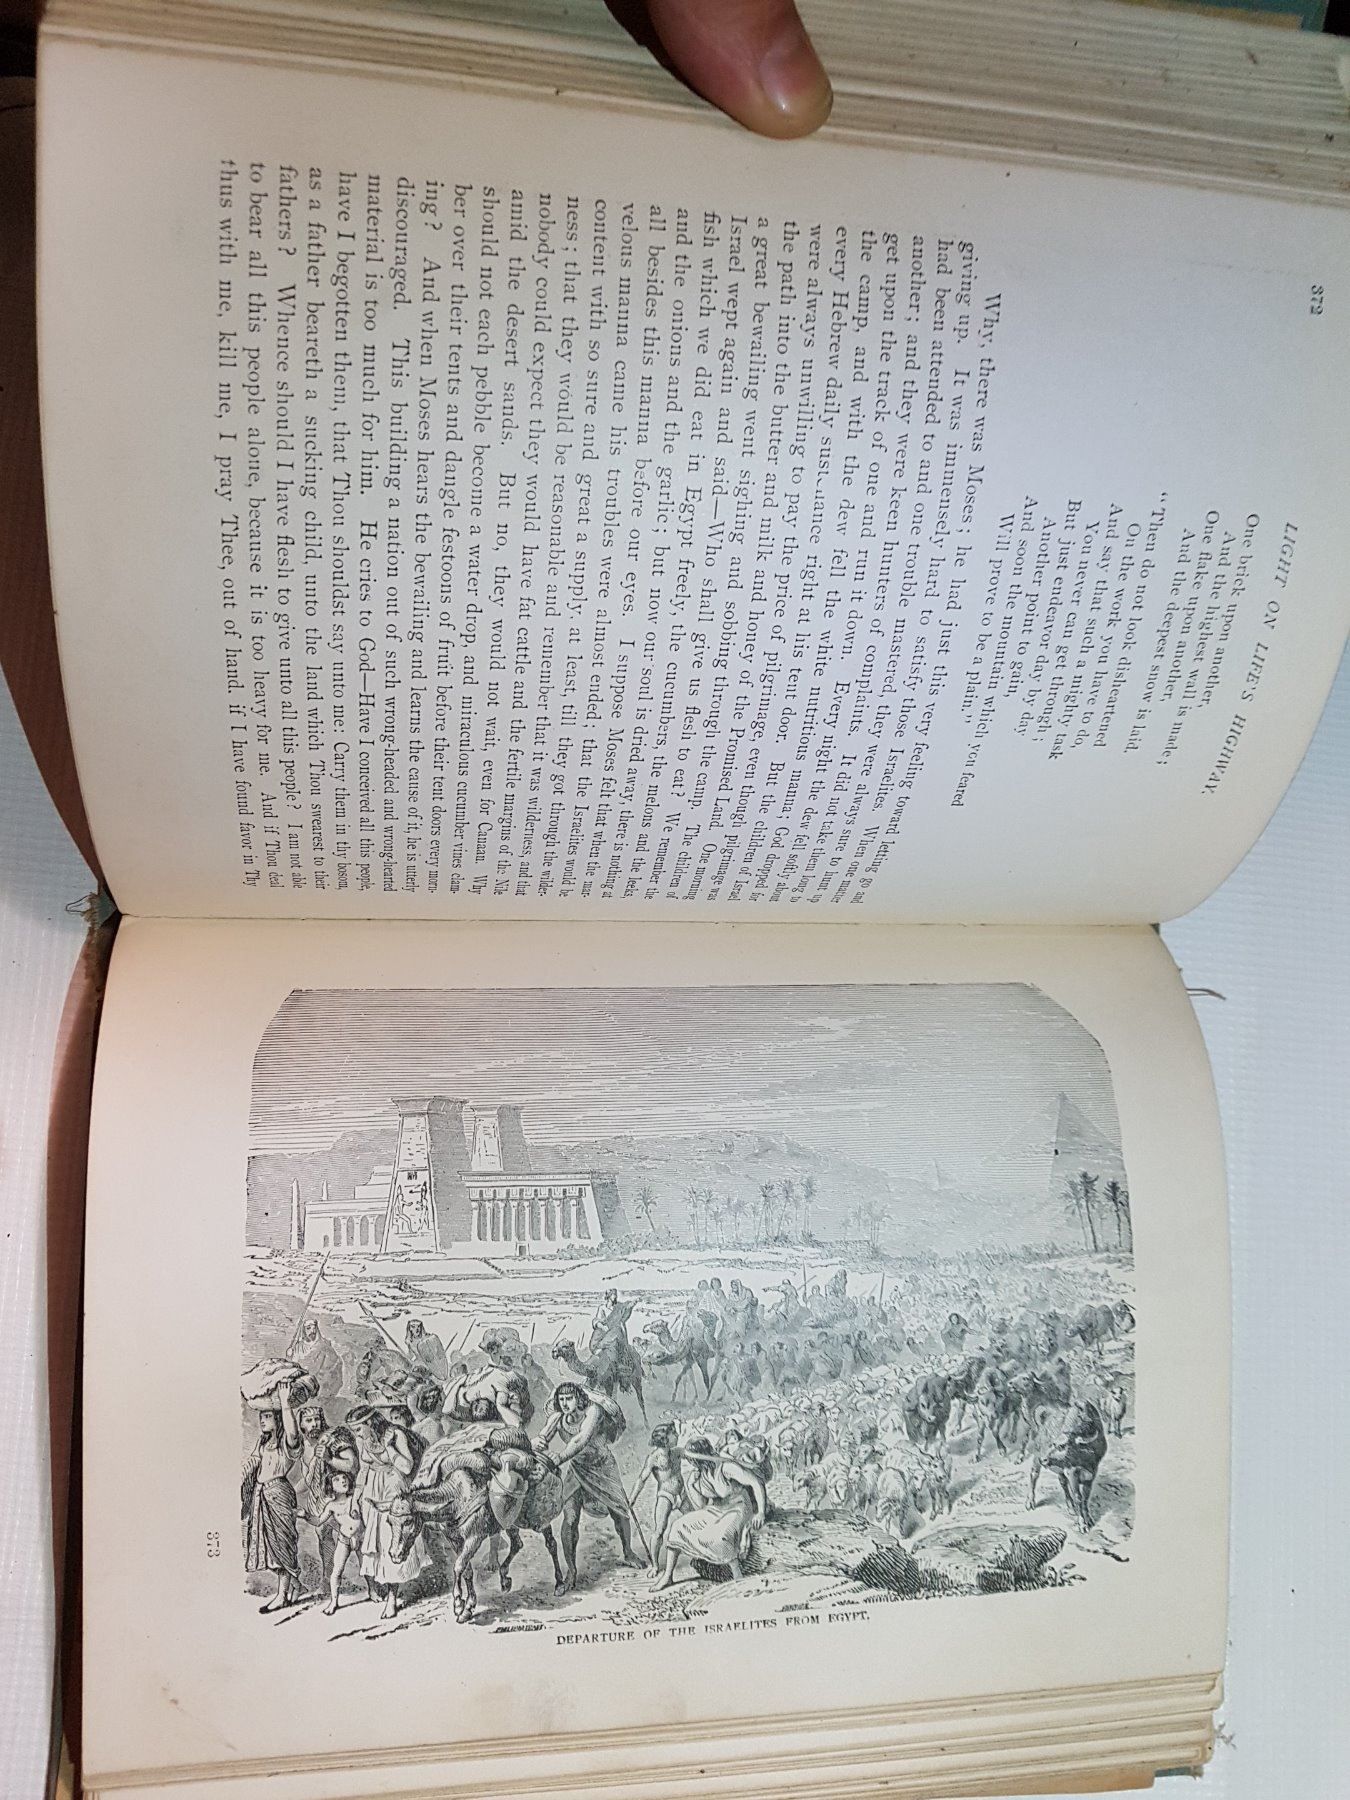 372
LIGHT ON LIFE'S HIGHWAY.
One brick upon another,
And the highest wall is made;
One flake upon another,
And the deepest snow is laid.
“Then do not look disheartened
On the work you have to do,
And say that such a mighty task
You never can get through;
But just endeavor day by day
Another point to gain,
And soon the mountain which you feared
Will prove to be a plain.”
Why, there was Moses; he had just this very feeling toward letting go and
giving up. It was immensely hard to satisfy those Israelites. When one matter
had been attended to and one trouble mastered, they were always sure to hunt up
another; and they were keen hunters of complaints. It did not take them long to
get upon the track of one and run it down. Every night the dew fell softly about
the camp, and with the dew fell the white nutritious manna; God dropped for
every Hebrew daily sustenance right at his tent door. But the children of Israel
were always unwilling to pay the price of pilgrimage, even though pilgrimage was
the path into the butter and milk and honey of the Promised Land. One morning
a great bewailing went sighing and sobbing through the camp. The children of
Israel wept again and said—Who shall give us flesh to eat? We remember the
fish which we did eat in Egypt freely, the cucumbers, the melons and the leeks,
and the onions and the garlic; but now our soul is dried away, there is nothing at
all besides this manna before our eyes. I suppose Moses felt that when the mar-
velous manna came his troubles were almost ended; that the Israelites would be
content with so sure and great a supply, at least, till they got through the wilder-
ness; that they would be reasonable and remember that it was wilderness, and that
nobody could expect they would have fat cattle and the fertile margins of the Nile
amid the desert sands. But no, they would not wait, even for Canaan. Why
should not each pebble become a water drop, and miraculous cucumber vines clam-
ber over their tents and dangle festoons of fruit before their tent doors every morn-
ing? And when Moses hears the bewailing and learns the cause of it, he is utterly
discouraged. This building a nation out of such wrong-headed and wrong-hearted
material is too much for him. He cries to God—Have I conceived all this people,
have I begotten them, that Thou shouldst say unto me: Carry them in thy bosom,
as a father beareth a sucking child, unto the land which Thou swearest to their
fathers? Whence should I have flesh to give unto all this people? I am not able
to bear all this people alone, because it is too heavy for me. And if Thou deal
thus with me, kill me, I pray Thee, out of hand, if I have found favor in Thy
DEPARTURE OF THE ISRAELITES FROM EGYPT.
373